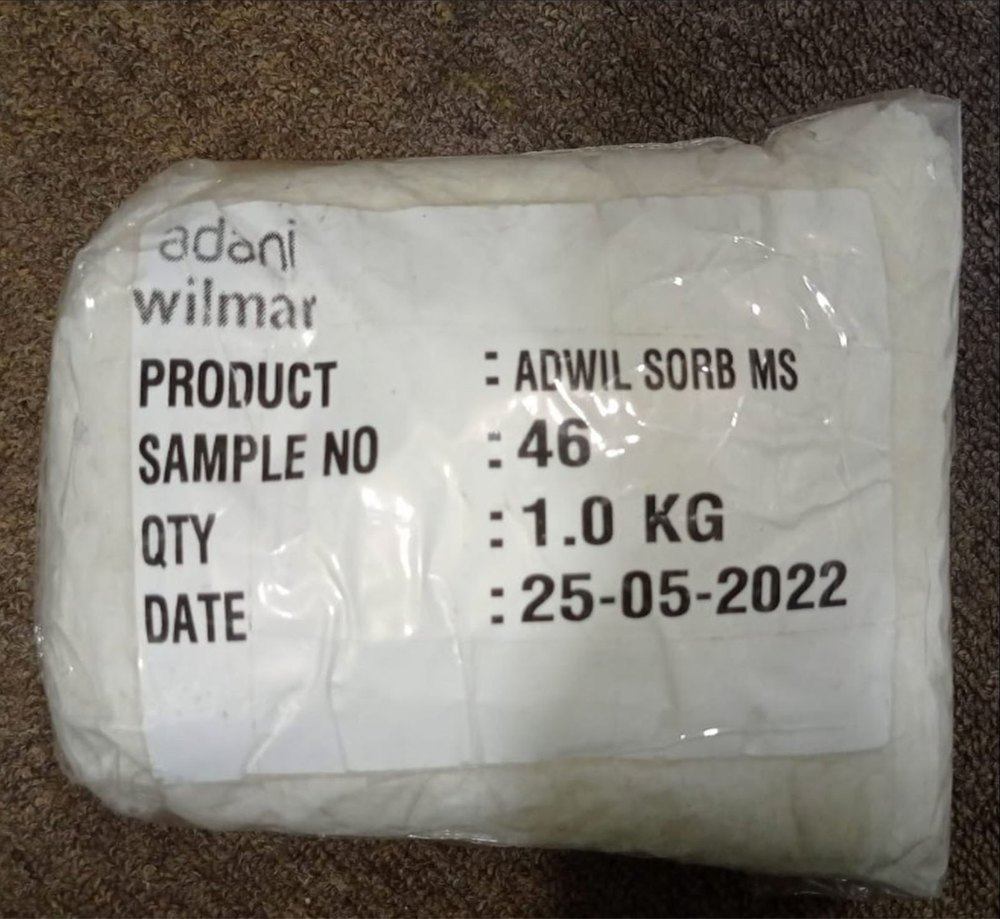 adani
wilmar
PRODUCT : ADWIL SORB MS
SAMPLE NO : 46
QTY : 1.0 KG
DATE : 25-05-2022